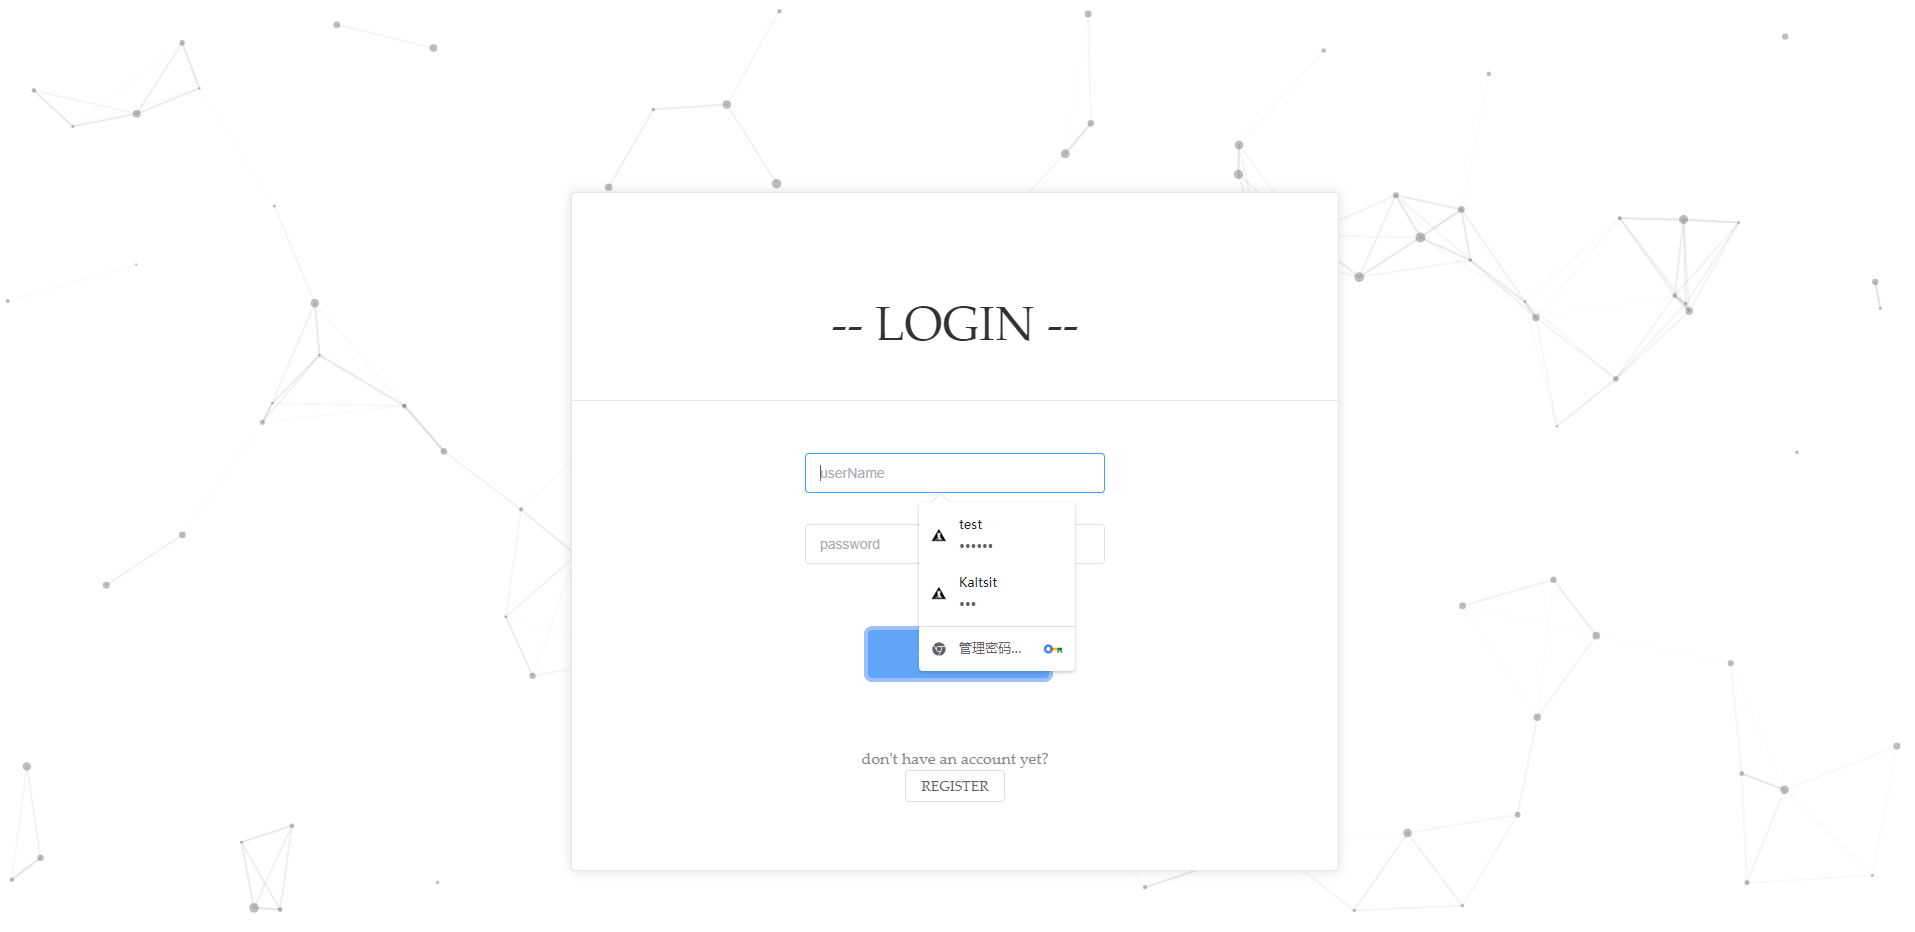 -- LOGIN --
userName
test
••••••
password
Kaltsit
•••
管理密码...
don't have an account yet?
REGISTER